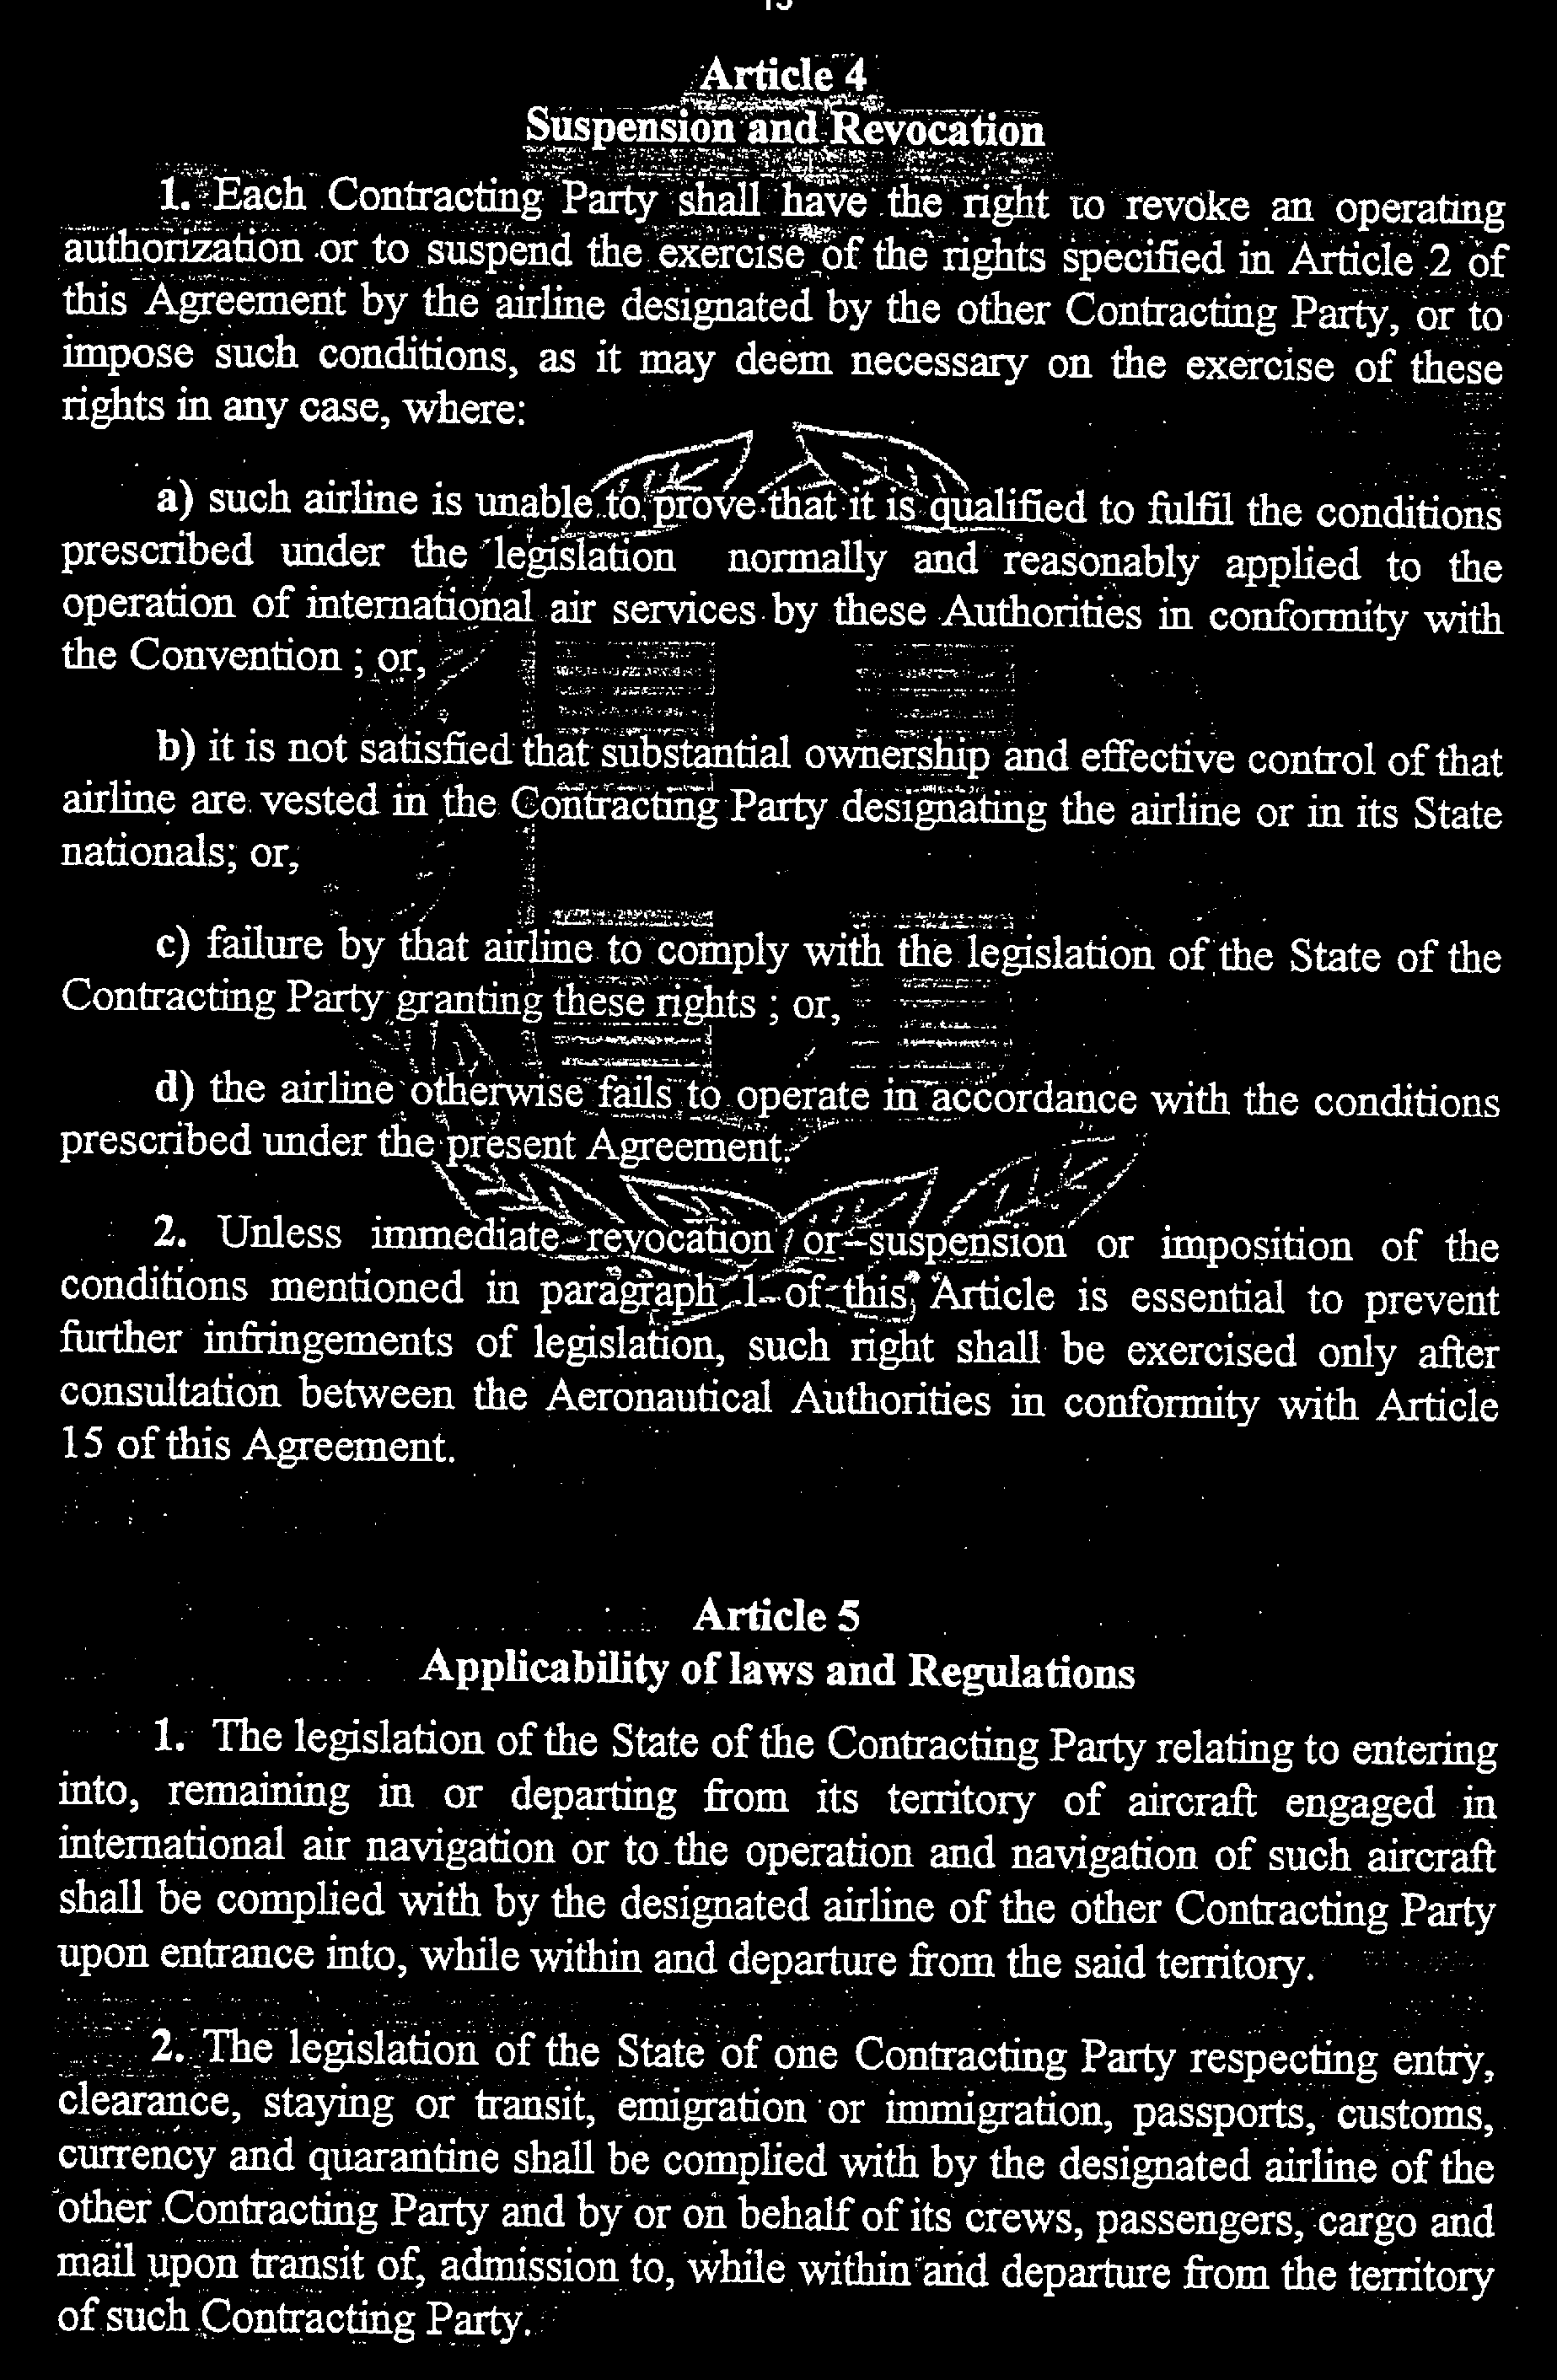 Article 4
Suspension and Revocation
1. Each Contracting Party shall have the right to revoke an operating
authorization or to suspend the exercise of the rights specified in Article 2 of
this Agreement by the airline designated by the other Contracting Party, or to
impose such conditions, as it may deem necessary on the exercise of these
rights in any case, where:
a) such airline is unable to prove that it is qualified to fulfil the conditions
prescribed under the legislation normally and reasonably applied to the
operation of international air services by these Authorities in conformity with
the Convention ; or,
b) it is not satisfied that substantial ownership and effective control of that
airline are vested in the Contracting Party designating the airline or in its State
nationals; or,
c) failure by that airline to comply with the legislation of the State of the
Contracting Party granting these rights ; or,
d) the airline otherwise fails to operate in accordance with the conditions
prescribed under the present Agreement.
2. Unless immediate revocation or suspension or imposition of the
conditions mentioned in paragraph 1 of this Article is essential to prevent
further infringements of legislation, such right shall be exercised only after
consultation between the Aeronautical Authorities in conformity with Article
15 of this Agreement.
Article 5
Applicability of laws and Regulations
1. The legislation of the State of the Contracting Party relating to entering
into, remaining in or departing from its territory of aircraft engaged in
international air navigation or to the operation and navigation of such aircraft
shall be complied with by the designated airline of the other Contracting Party
upon entrance into, while within and departure from the said territory.
2. The legislation of the State of one Contracting Party respecting entry,
clearance, staying or transit, emigration or immigration, passports, customs,
currency and quarantine shall be complied with by the designated airline of the
other Contracting Party and by or on behalf of its crews, passengers, cargo and
mail upon transit of, admission to, while within and departure from the territory
of such Contracting Party.